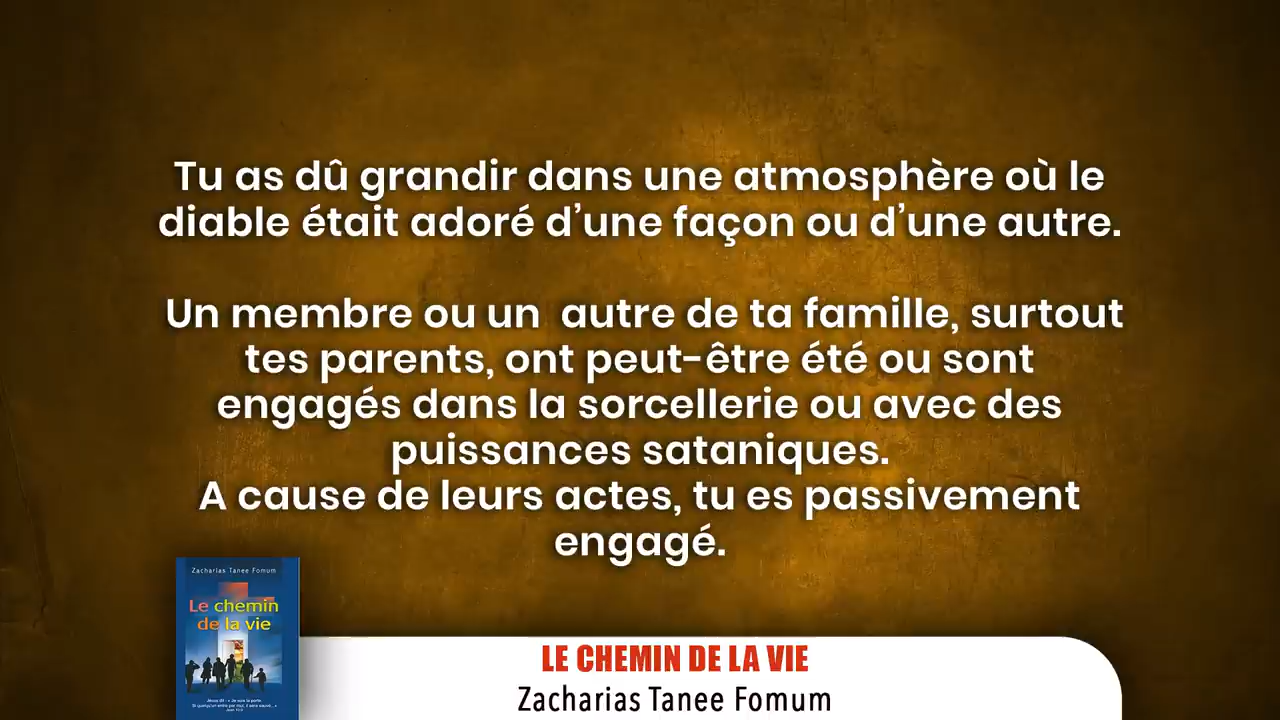 Tu as dû grandir dans une atmosphère où le
diable était adoré d’une façon ou d’une autre.
Un membre ou un  autre de ta famille, surtout
tes parents, ont peut-être été ou sont
engagés dans la sorcellerie ou avec des
puissances sataniques.
A cause de leurs actes, tu es passivement
engagé.
Zacharias Tanee Fomum
Le chemin
de la vie
LE CHEMIN DE LA VIE
Zacharias Tanee Fomum